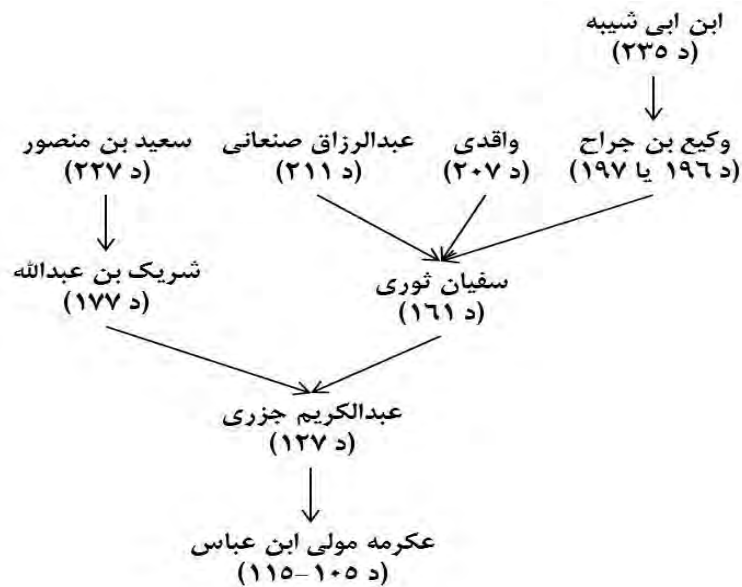 ابن ابی شیبه
(د ۲۳۵)
وکیع بن جراح
(د ۱۹۶ یا ۱۹۷)
واقدی
(د ۲۰۷)
عبدالرزاق صنعانی
(د ۲۱۱)
سعید بن منصور
(د ۲۲۷)
سفیان ثوری
(د ۱۶۱)
شریک بن عبدالله
(د ۱۷۷)
عبدالکریم جزری
(د ۱۲۷)
عکرمه مولی ابن عباس
(د ۱۰۵–۱۱۵)